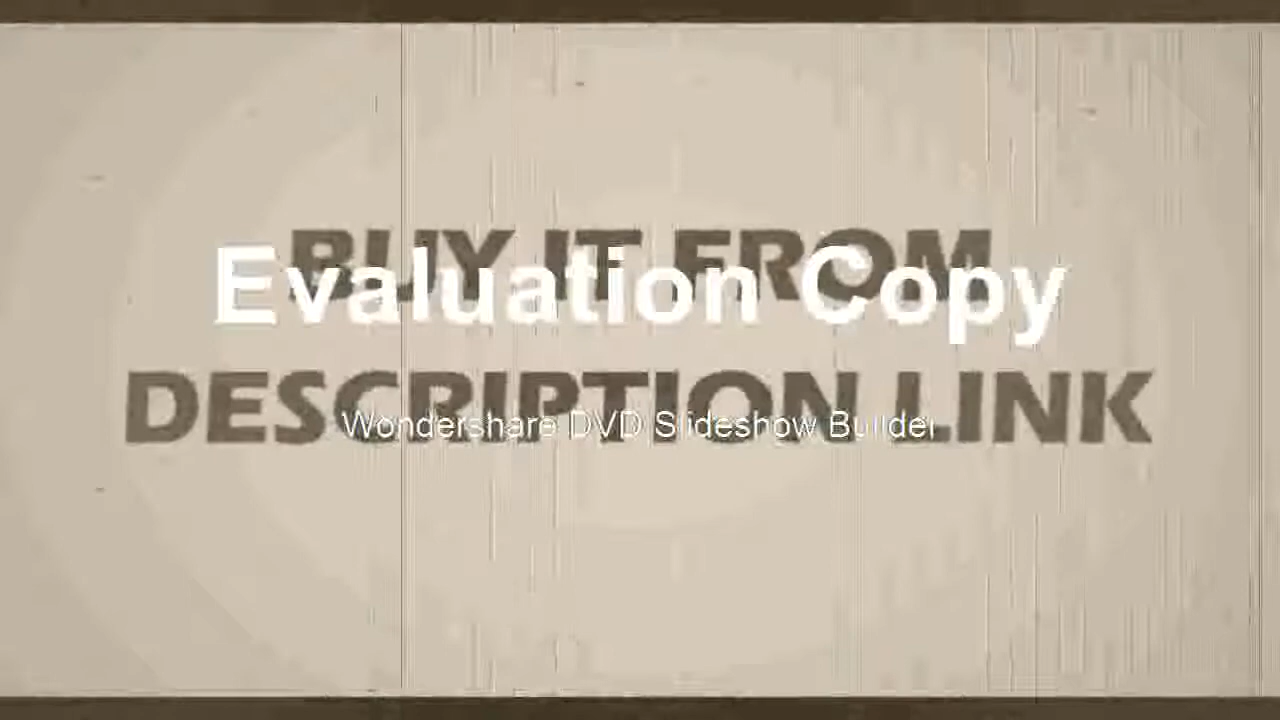 BUY IT FROM
Evaluation Copy
DESCRIPTION LINK
Wondershare DVD Slideshow Builder